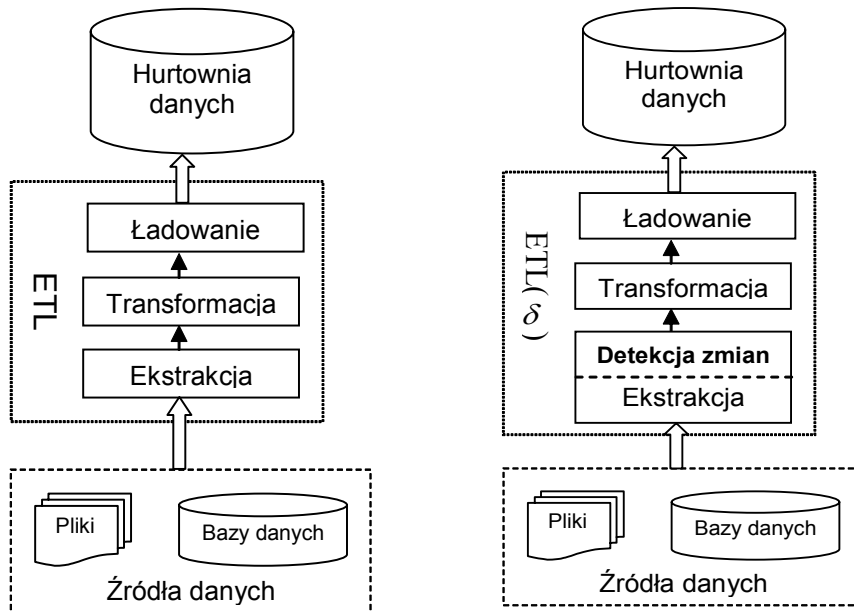 Hurtownia
danych
Ładowanie
ETL
Transformacja
Ekstrakcja
Pliki
Bazy danych
Źródła danych
Hurtownia
danych
Ładowanie
ETL(δ)
Transformacja
Detekcja zmian
Ekstrakcja
Pliki
Bazy danych
Źródła danych